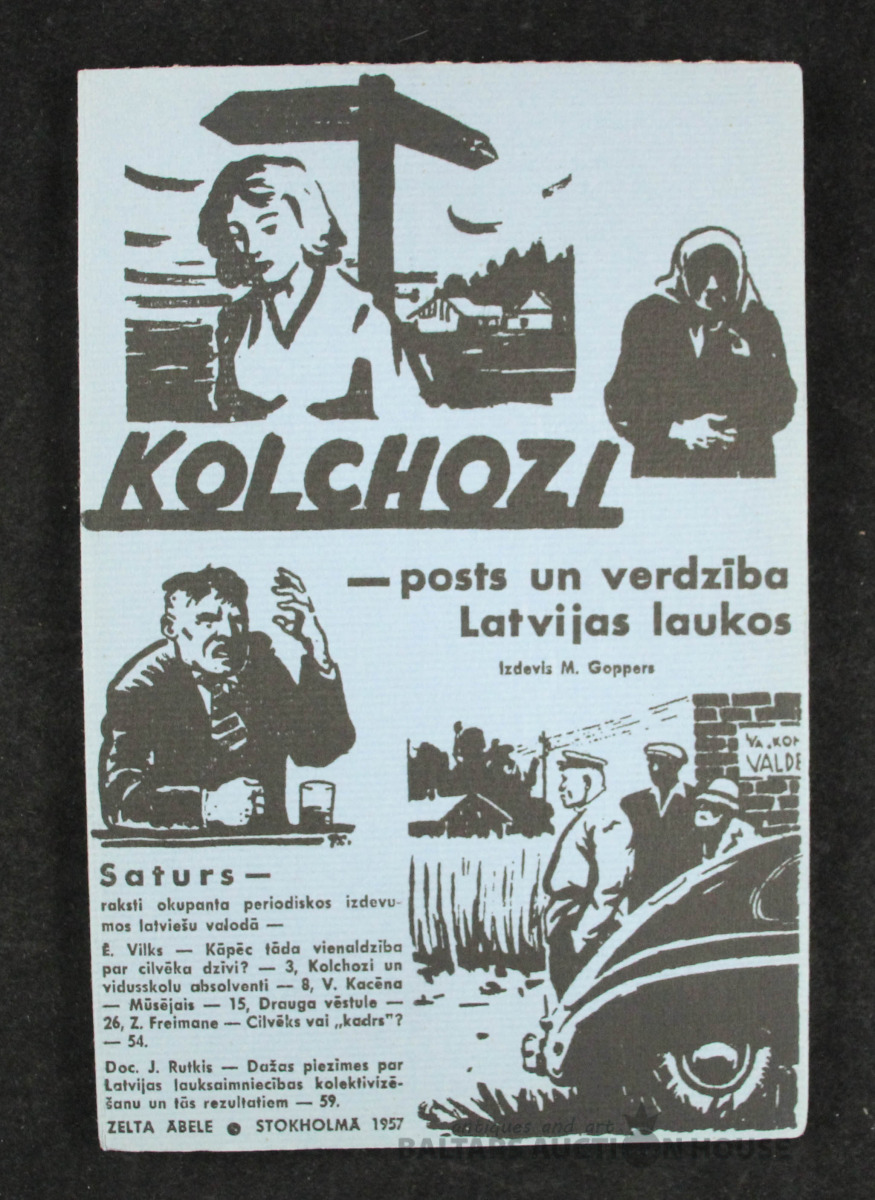 KOLCHOZI
— posts un verdzība
Latvijas laukos
Izdevis M. Goppers
VALDE
Saturs —
raksti okupanta periodiskos izdevu-
mos latviešu valodā —
Ē. Vilks — Kāpēc tāda vienaldzība
par cilvēka dzīvi? — 3, Kolchozi un
vidusskolu absolventi — 8, V. Kacēna
— Mūsējais — 15, Drauga vēstule —
26, Z. Freimane — Cilvēks vai „kadrs"?
— 54.
Doc. J. Rutkis — Dažas piezīmes par
Latvijas lauksaimniecības kolektivizē-
šanu un tās rezultatiem — 59.
ZELTA ĀBELE ● STOKHOLMĀ 1957
antiques and art
BALTARS AUCTION HOUSE